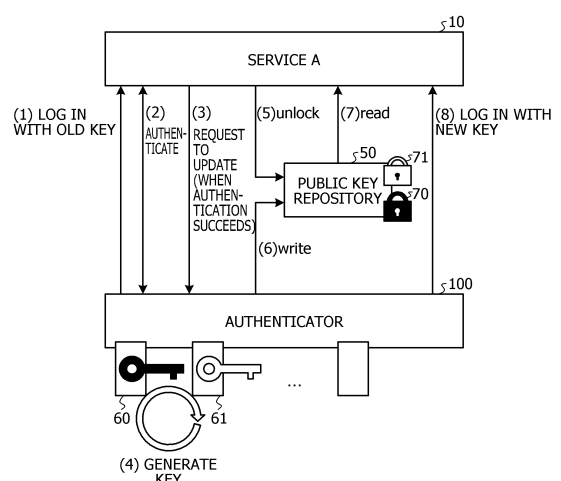 10
SERVICE A
(1) LOG IN
WITH OLD KEY
(2)
AUTHEN-
TICATE
(3)
REQUEST
TO
UPDATE
(WHEN
AUTHEN-
TICATION
SUCCEEDS)
(5)unlock
(7)read
(8) LOG IN WITH
NEW KEY
50
71
PUBLIC KEY
REPOSITORY
70
(6)write
100
AUTHENTICATOR
...
60
61
(4) GENERATE
KEY